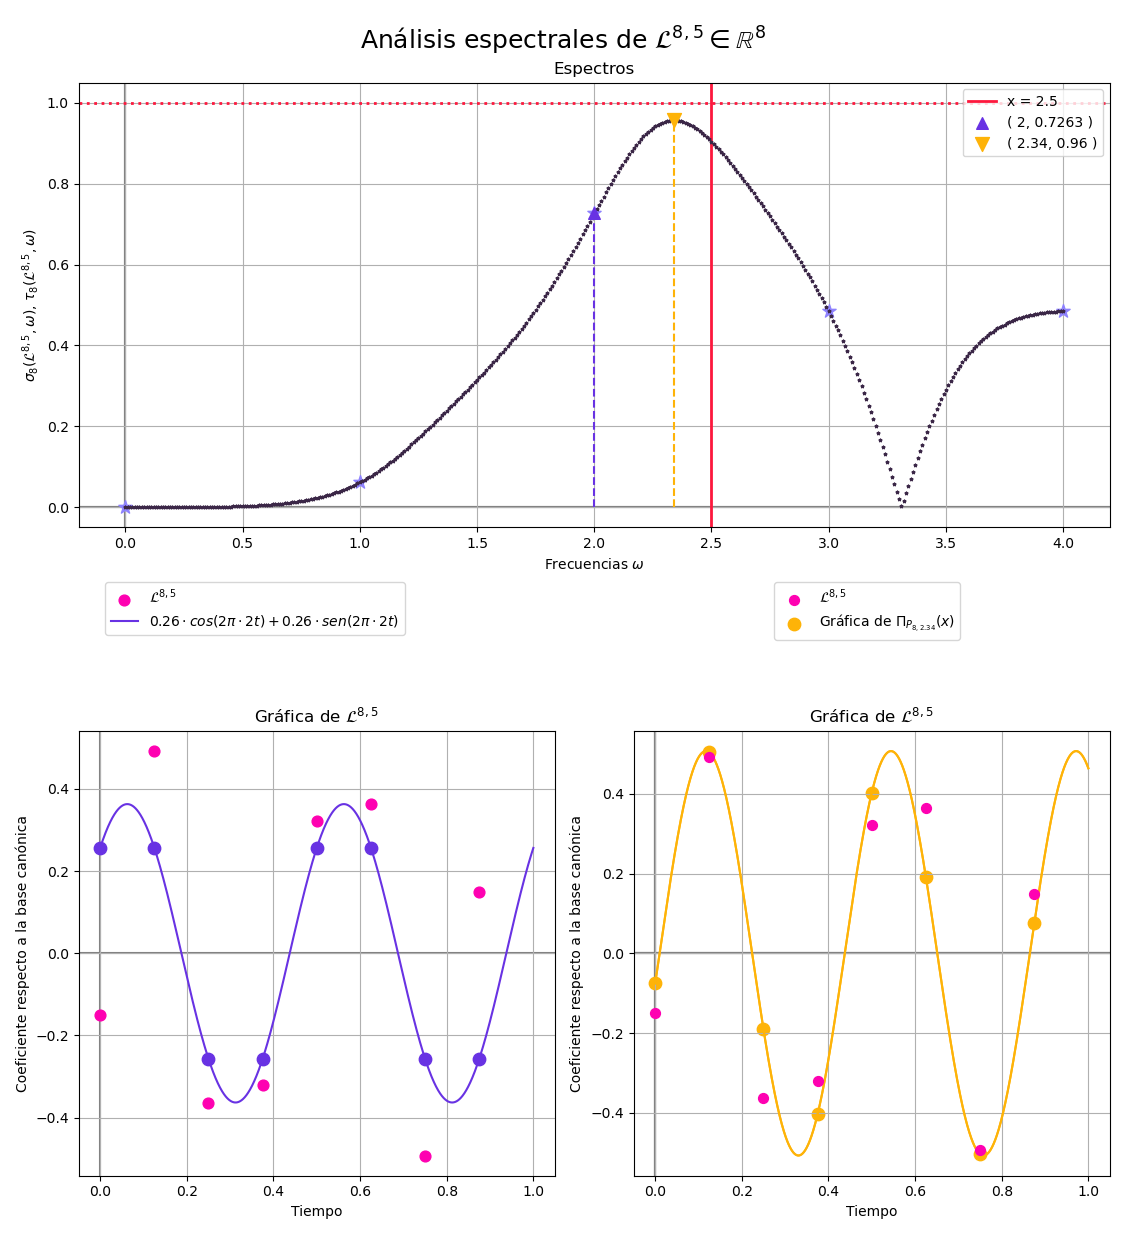 Análisis espectrales de $\mathcal{L}^{8,5} \in \mathbb{R}^8$
Espectros
$\sigma_8(\mathcal{L}^{8,5}, \omega)$, $\tau_8(\mathcal{L}^{8,5}, \omega)$
1.0
0.8
0.6
0.4
0.2
0.0
x = 2.5
( 2, 0.7263 )
( 2.34, 0.96 )
0.0 0.5 1.0 1.5 2.0 2.5 3.0 3.5 4.0
Frecuencias $\omega$
$\mathcal{L}^{8,5}$
$0.26 \cdot cos(2\pi \cdot 2t) + 0.26 \cdot sen(2\pi \cdot 2t)$
$\mathcal{L}^{8,5}$
Gráfica de $\Pi_{P_{8,2.34}}(x)$
Gráfica de $\mathcal{L}^{8,5}$
Coeficiente respecto a la base canónica
0.4
0.2
0.0
−0.2
−0.4
0.0 0.2 0.4 0.6 0.8 1.0
Tiempo
Gráfica de $\mathcal{L}^{8,5}$
Coeficiente respecto a la base canónica
0.4
0.2
0.0
−0.2
−0.4
0.0 0.2 0.4 0.6 0.8 1.0
Tiempo